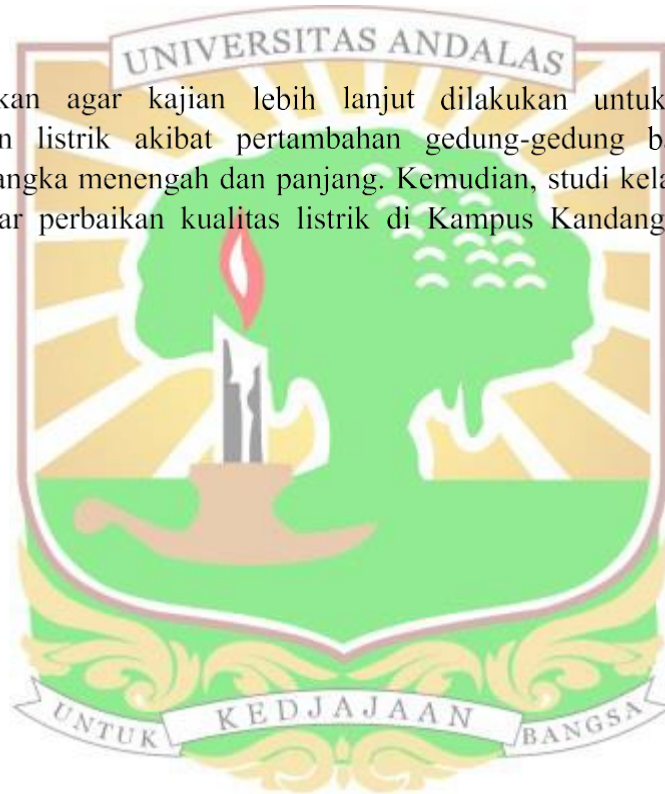 UNIVERSITAS ANDALAS
kan agar kajian lebih lanjut dilakukan untuk
n listrik akibat pertambahan gedung-gedung b
angka menengah dan panjang. Kemudian, studi kela
ar perbaikan kualitas listrik di Kampus Kandang
UNTUK KEDJAJAAN BANGSA